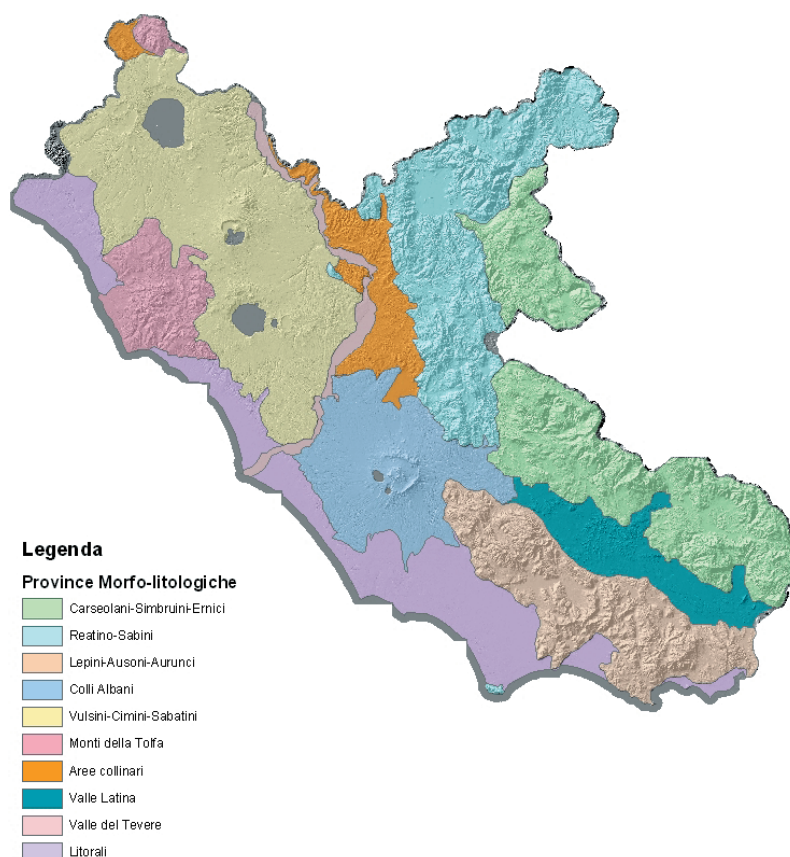 Legenda
Province Morfo-litologiche
Carseolani-Simbruini-Ernici
Reatino-Sabini
Lepini-Ausoni-Aurunci
Colli Albani
Vulsini-Cimini-Sabatini
Monti della Tolfa
Aree collinari
Valle Latina
Valle del Tevere
Litorali